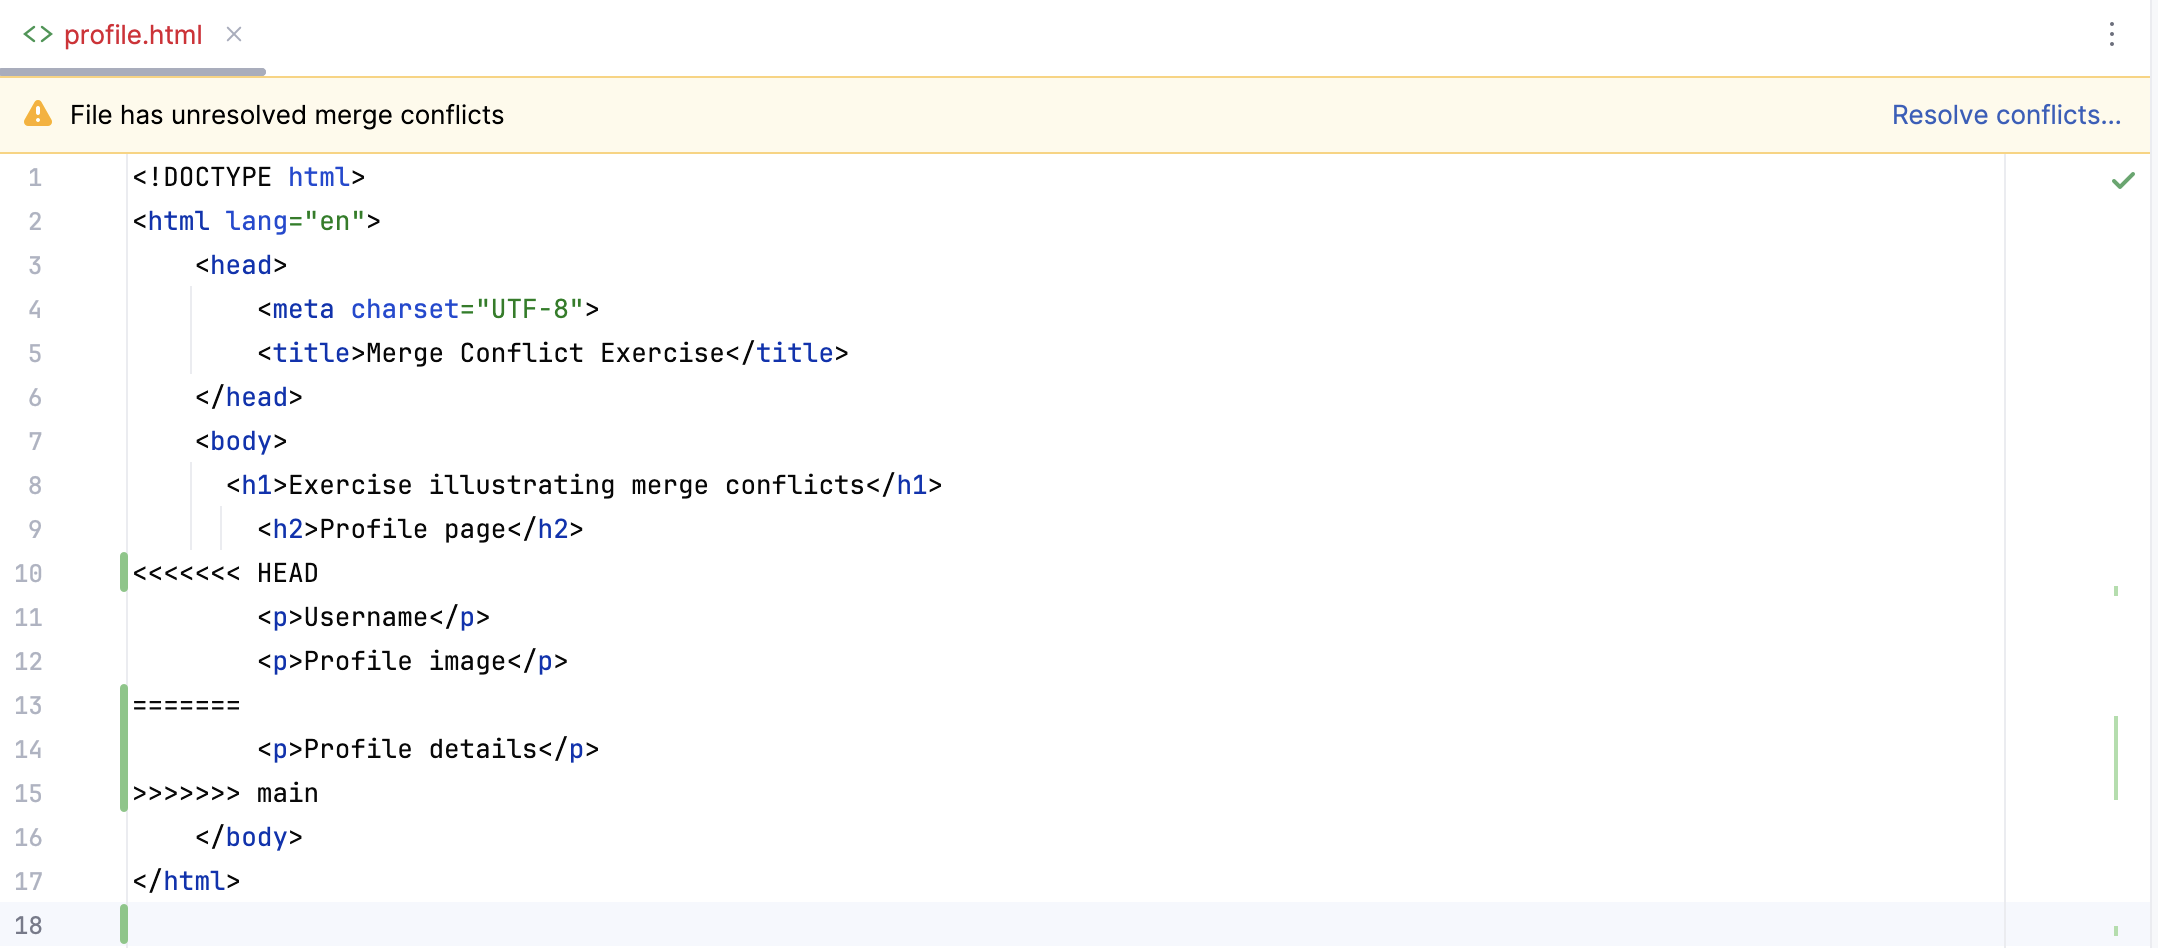 <> profile.html ×
File has unresolved merge conflicts Resolve conflicts...
1 <!DOCTYPE html>
2 <html lang="en">
3     <head>
4         <meta charset="UTF-8">
5         <title>Merge Conflict Exercise</title>
6     </head>
7     <body>
8       <h1>Exercise illustrating merge conflicts</h1>
9         <h2>Profile page</h2>
10 <<<<<<< HEAD
11         <p>Username</p>
12         <p>Profile image</p>
13 =======
14         <p>Profile details</p>
15 >>>>>>> main
16     </body>
17 </html>
18